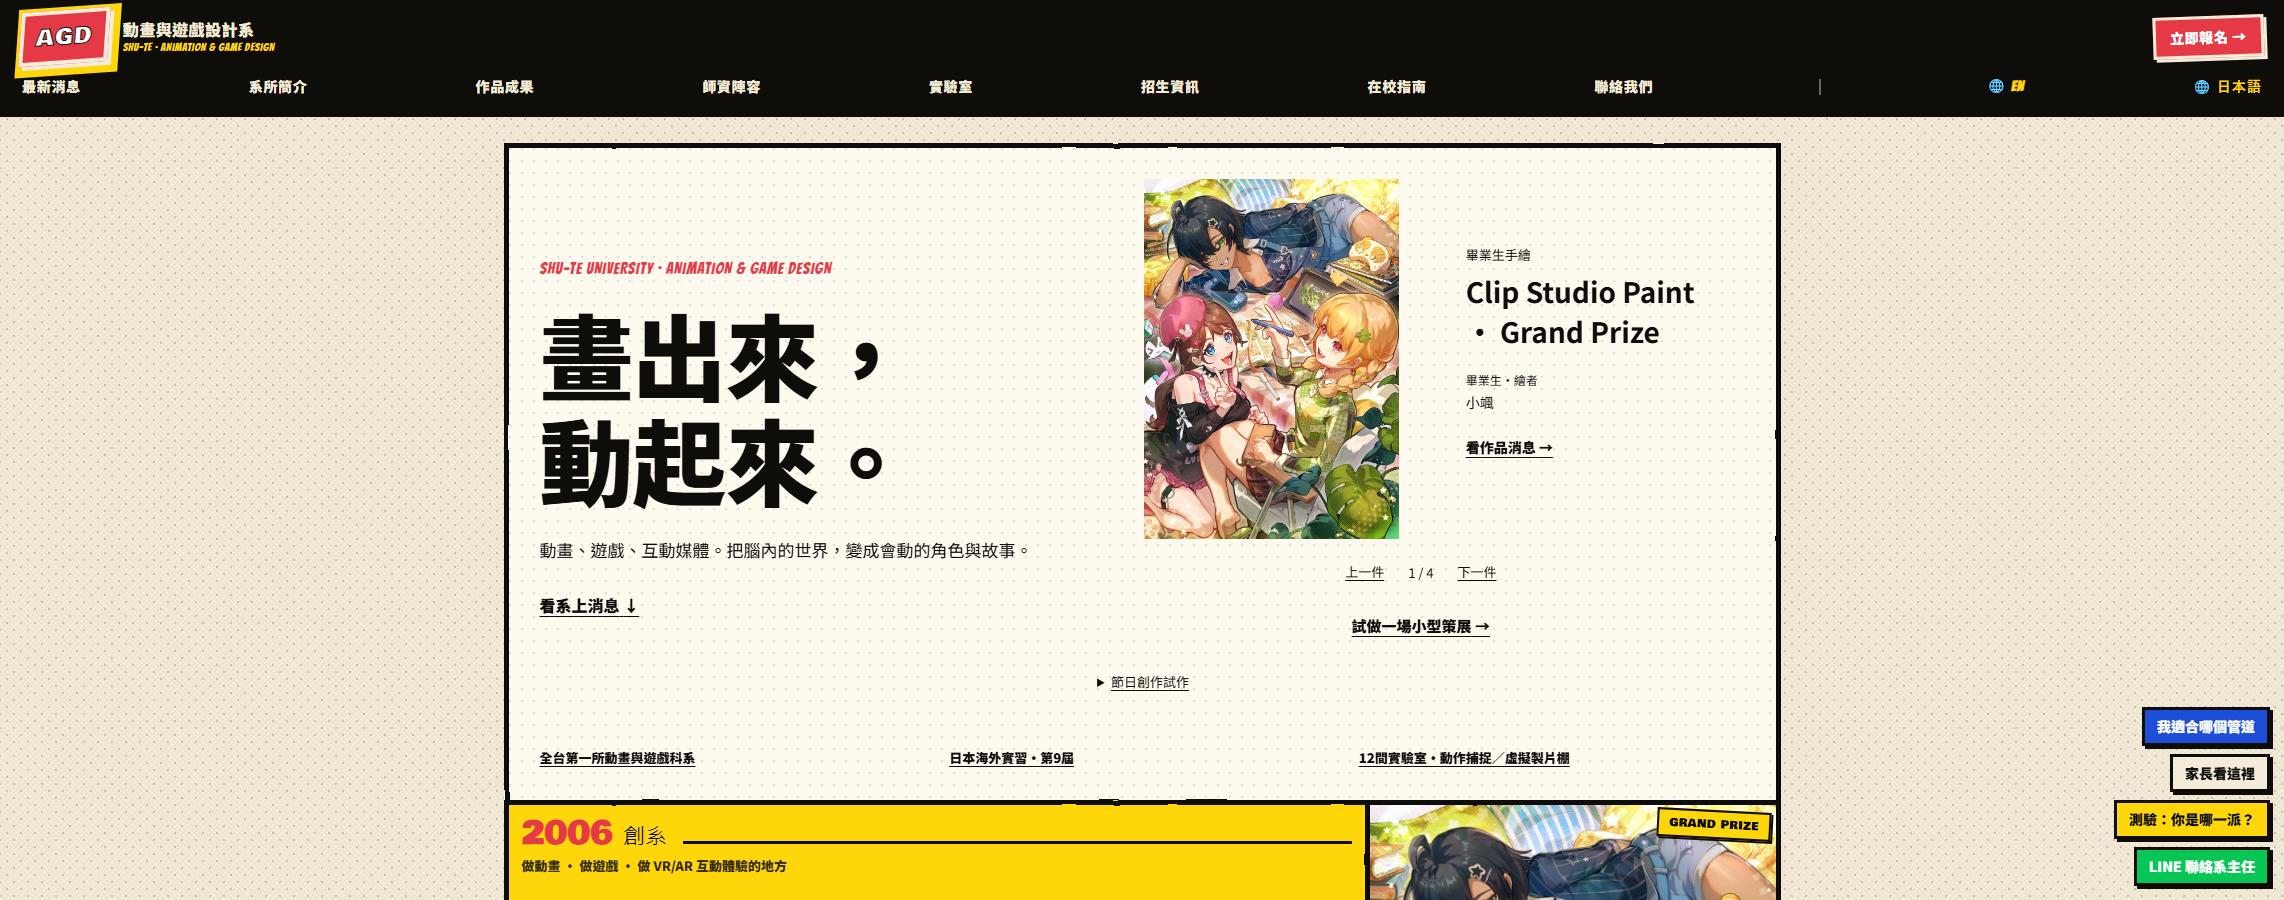 AGD
動畫與遊戲設計系
SHU-TE · ANIMATION & GAME DESIGN
立即報名 →
最新消息
系所簡介
作品成果
師資陣容
實驗室
招生資訊
在校指南
聯絡我們
EN
日本語
SHU-TE UNIVERSITY · ANIMATION & GAME DESIGN
畫出來，
動起來。
動畫、遊戲、互動媒體。把腦內的世界，變成會動的角色與故事。
看系上消息 ↓
畢業生手繪
Clip Studio Paint
・ Grand Prize
畢業生・繪者
小颯
看作品消息 →
上一件
1 / 4
下一件
試做一場小型策展 →
▶ 節日創作試作
全台第一所動畫與遊戲科系
日本海外實習・第9屆
12間實驗室・動作捕捉／虛擬製片棚
2006 創系
做動畫 ・ 做遊戲 ・ 做 VR/AR 互動體驗的地方
GRAND PRIZE
我適合哪個管道
家長看這裡
測驗：你是哪一派？
LINE 聯絡系主任